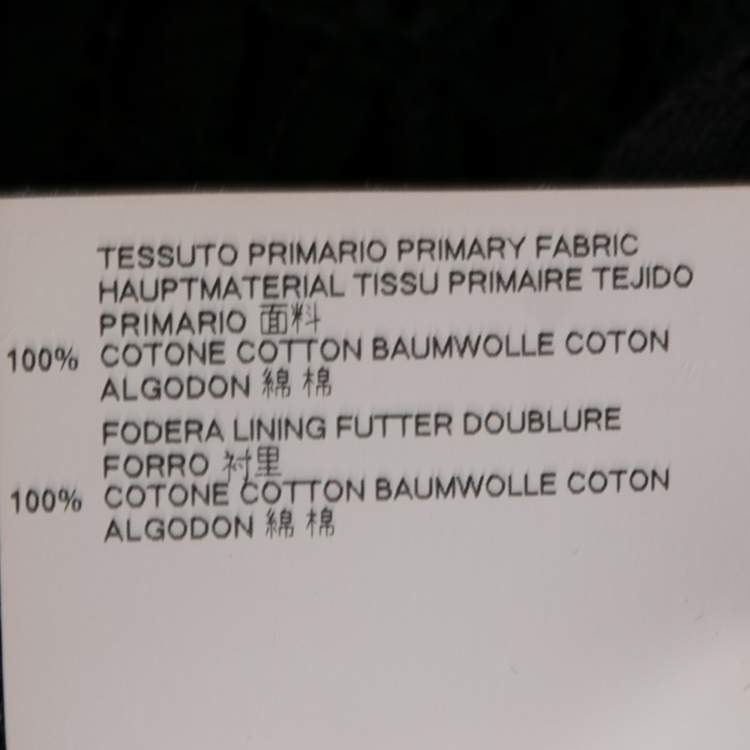 TESSUTO PRIMARIO PRIMARY FABRIC
HAUPTMATERIAL TISSU PRIMAIRE TEJIDO
PRIMARIO 面料
100% COTONE COTTON BAUMWOLLE COTON
ALGODON 綿 棉
FODERA LINING FUTTER DOUBLURE
FORRO 衬里
100% COTONE COTTON BAUMWOLLE COTON
ALGODON 綿 棉